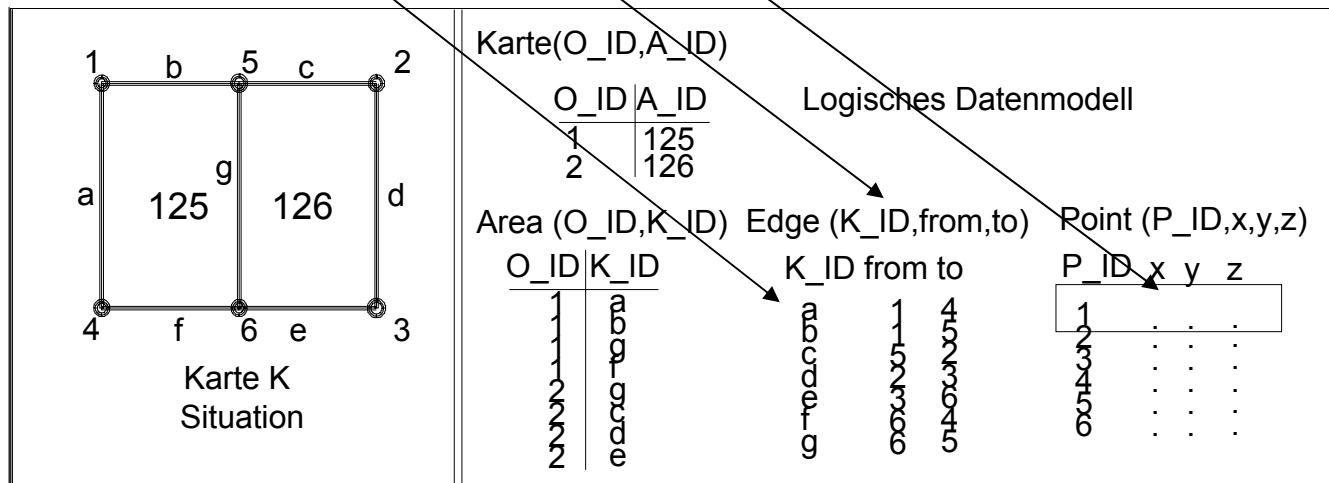 1 b 5 c 2
a 125 g 126 d
4 f 6 e 3
Karte K
Situation
Karte(O_ID,A_ID)
O_ID A_ID
1 125
2 126
Logisches Datenmodell
Area (O_ID,K_ID)
O_ID K_ID
1 a
1 b
1 g
1 f
2 g
2 c
2 d
2 e
Edge (K_ID,from,to)
K_ID from to
a 1 4
b 1 5
c 5 2
d 2 3
e 3 6
f 6 4
g 6 5
Point (P_ID,x,y,z)
P_ID x y z
1 . . .
2 . . .
3 . . .
4 . . .
5 . . .
6 . . .